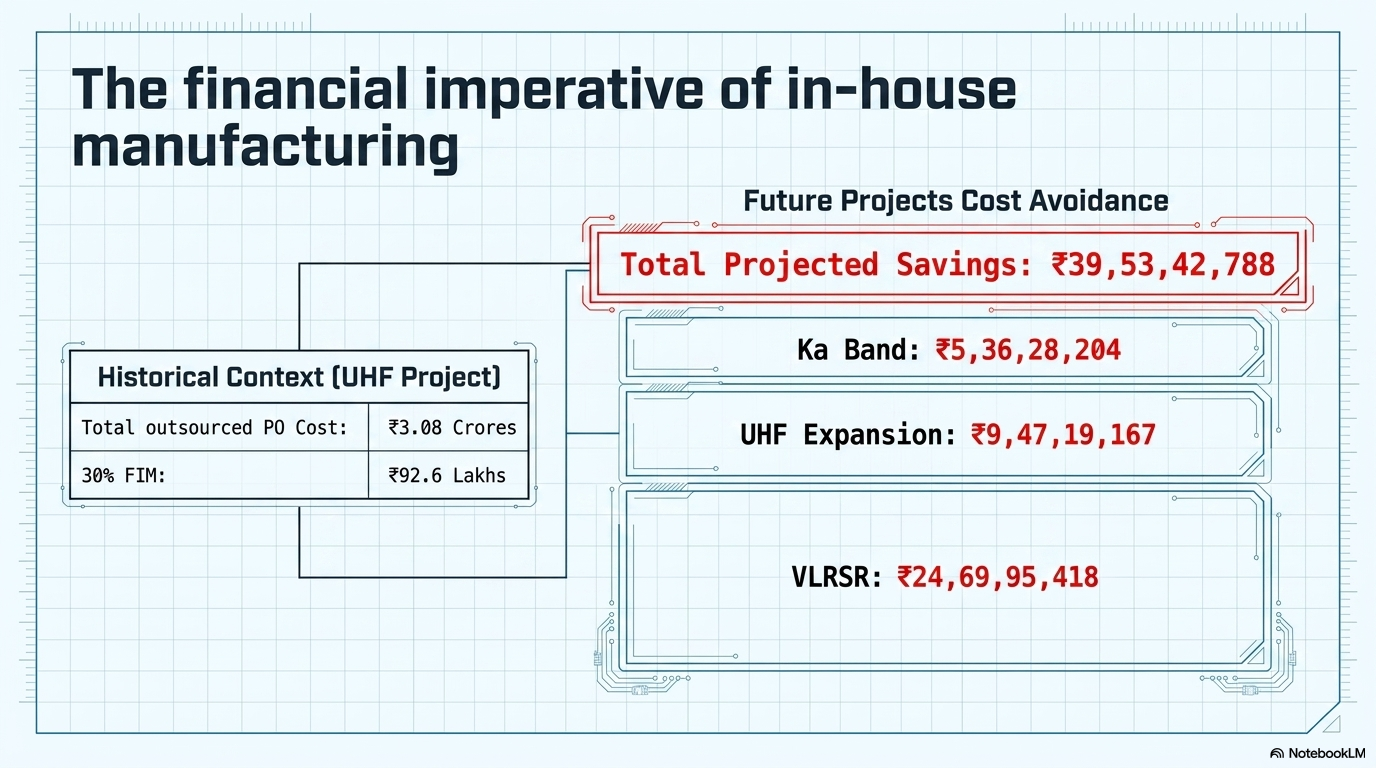 The financial imperative of in-house
manufacturing
Historical Context (UHF Project)
Total outsourced PO Cost: ₹3.08 Crores
30% FIM: ₹92.6 Lakhs
Future Projects Cost Avoidance
Total Projected Savings: ₹39,53,42,788
Ka Band: ₹5,36,28,204
UHF Expansion: ₹9,47,19,167
VLRSR: ₹24,69,95,418
NotebookLM